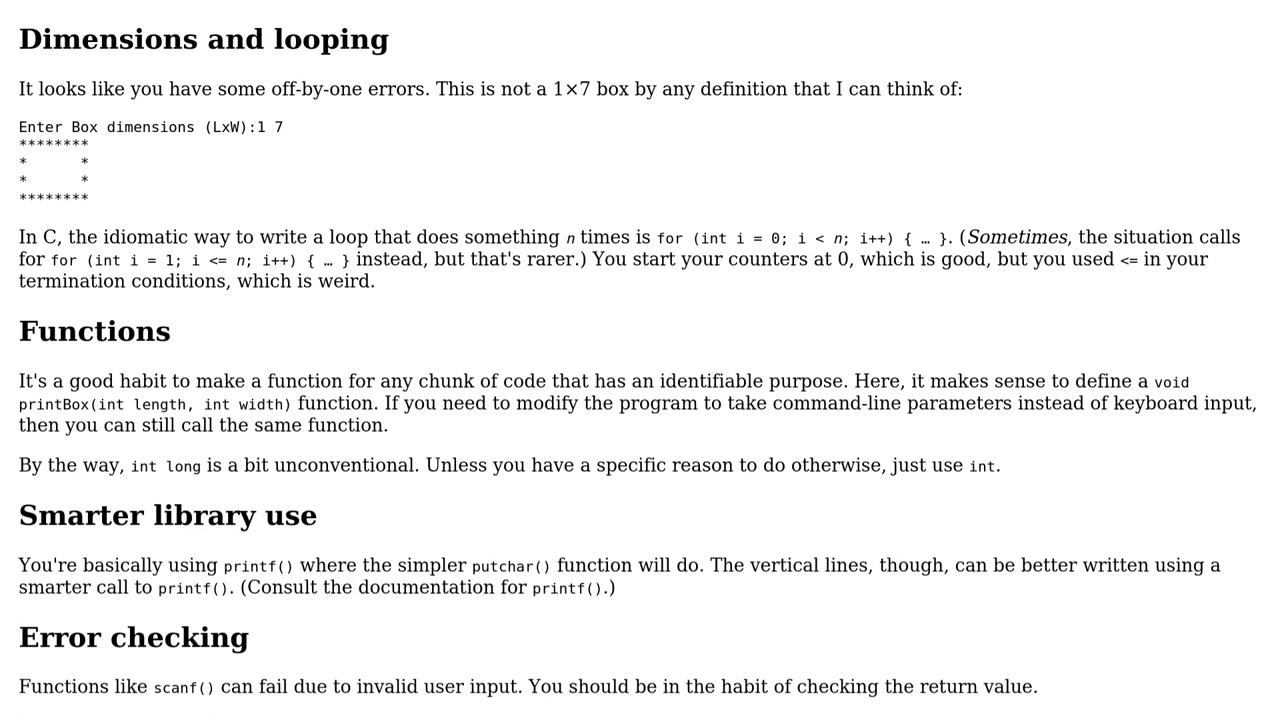 Dimensions and looping
It looks like you have some off-by-one errors. This is not a 1×7 box by any definition that I can think of:
Enter Box dimensions (LxW):1 7
********
*      *
*      *
********
In C, the idiomatic way to write a loop that does something n times is for (int i = 0; i < n; i++) { … }. (Sometimes, the situation calls
for for (int i = 1; i <= n; i++) { … } instead, but that's rarer.) You start your counters at 0, which is good, but you used <= in your
termination conditions, which is weird.
Functions
It's a good habit to make a function for any chunk of code that has an identifiable purpose. Here, it makes sense to define a void
printBox(int length, int width) function. If you need to modify the program to take command-line parameters instead of keyboard input,
then you can still call the same function.
By the way, int long is a bit unconventional. Unless you have a specific reason to do otherwise, just use int.
Smarter library use
You're basically using printf() where the simpler putchar() function will do. The vertical lines, though, can be better written using a
smarter call to printf(). (Consult the documentation for printf().)
Error checking
Functions like scanf() can fail due to invalid user input. You should be in the habit of checking the return value.